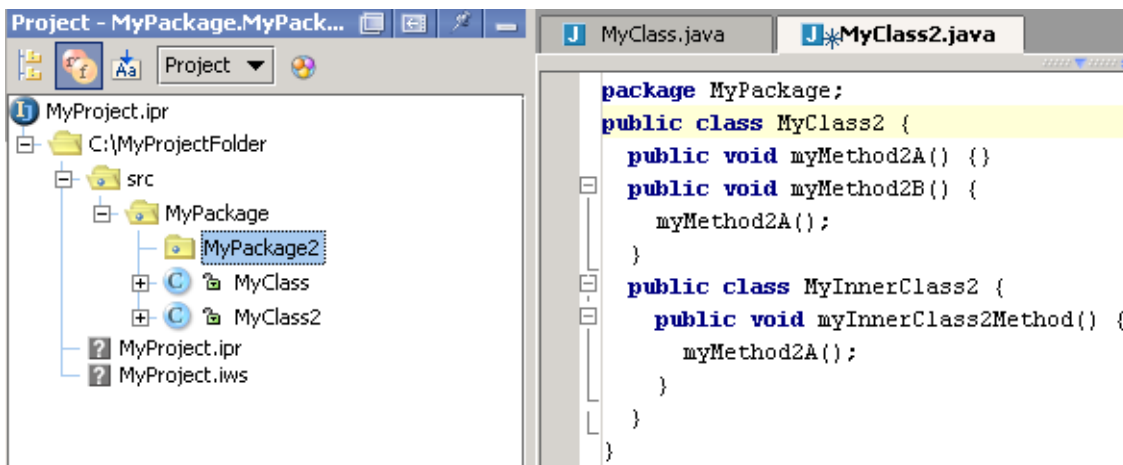 Project - MyPackage.MyPack...
Project
MyProject.ipr
C:\MyProjectFolder
src
MyPackage
MyPackage2
MyClass
MyClass2
MyProject.ipr
MyProject.iws
MyClass.java
MyClass2.java
package MyPackage;
public class MyClass2 {
public void myMethod2A() {}
public void myMethod2B() {
myMethod2A();
}
public class MyInnerClass2 {
public void myInnerClass2Method() {
myMethod2A();
}
}
}